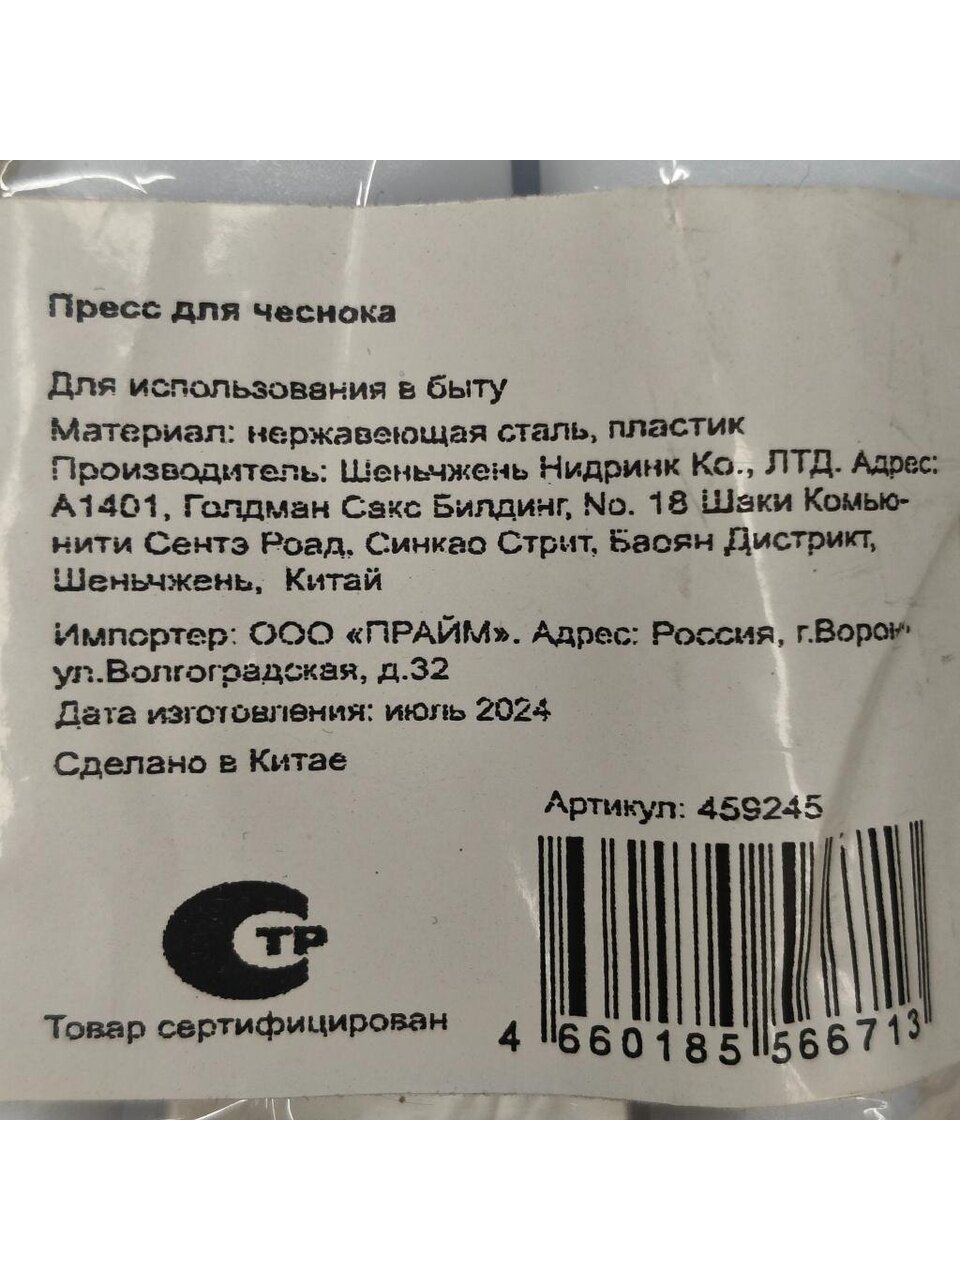 Пресс для чеснока
Для использования в быту
Материал: нержавеющая сталь, пластик
Производитель: Шеньчжень Нидринк Ко., ЛТД. Адрес:
А1401, Голдман Сакс Билдинг, No. 18 Шаки Комью-
нити Сентэ Роад, Синкао Стрит, Баоян Дистрикт,
Шеньчжень, Китай
Импортер: ООО «ПРАЙМ». Адрес: Россия, г.Ворон
ул.Волгоградская, д.32
Дата изготовления: июль 2024
Сделано в Китае
Артикул: 459245
СТР
Товар сертифицирован
4 660185 566713